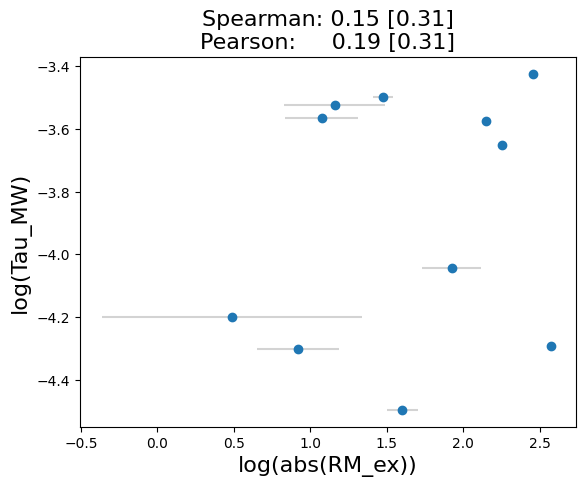 Spearman: 0.15 [0.31]
Pearson: 0.19 [0.31]
log(Tau_MW)
−3.4
−3.6
−3.8
−4.0
−4.2
−4.4
−0.5 0.0 0.5 1.0 1.5 2.0 2.5
log(abs(RM_ex))